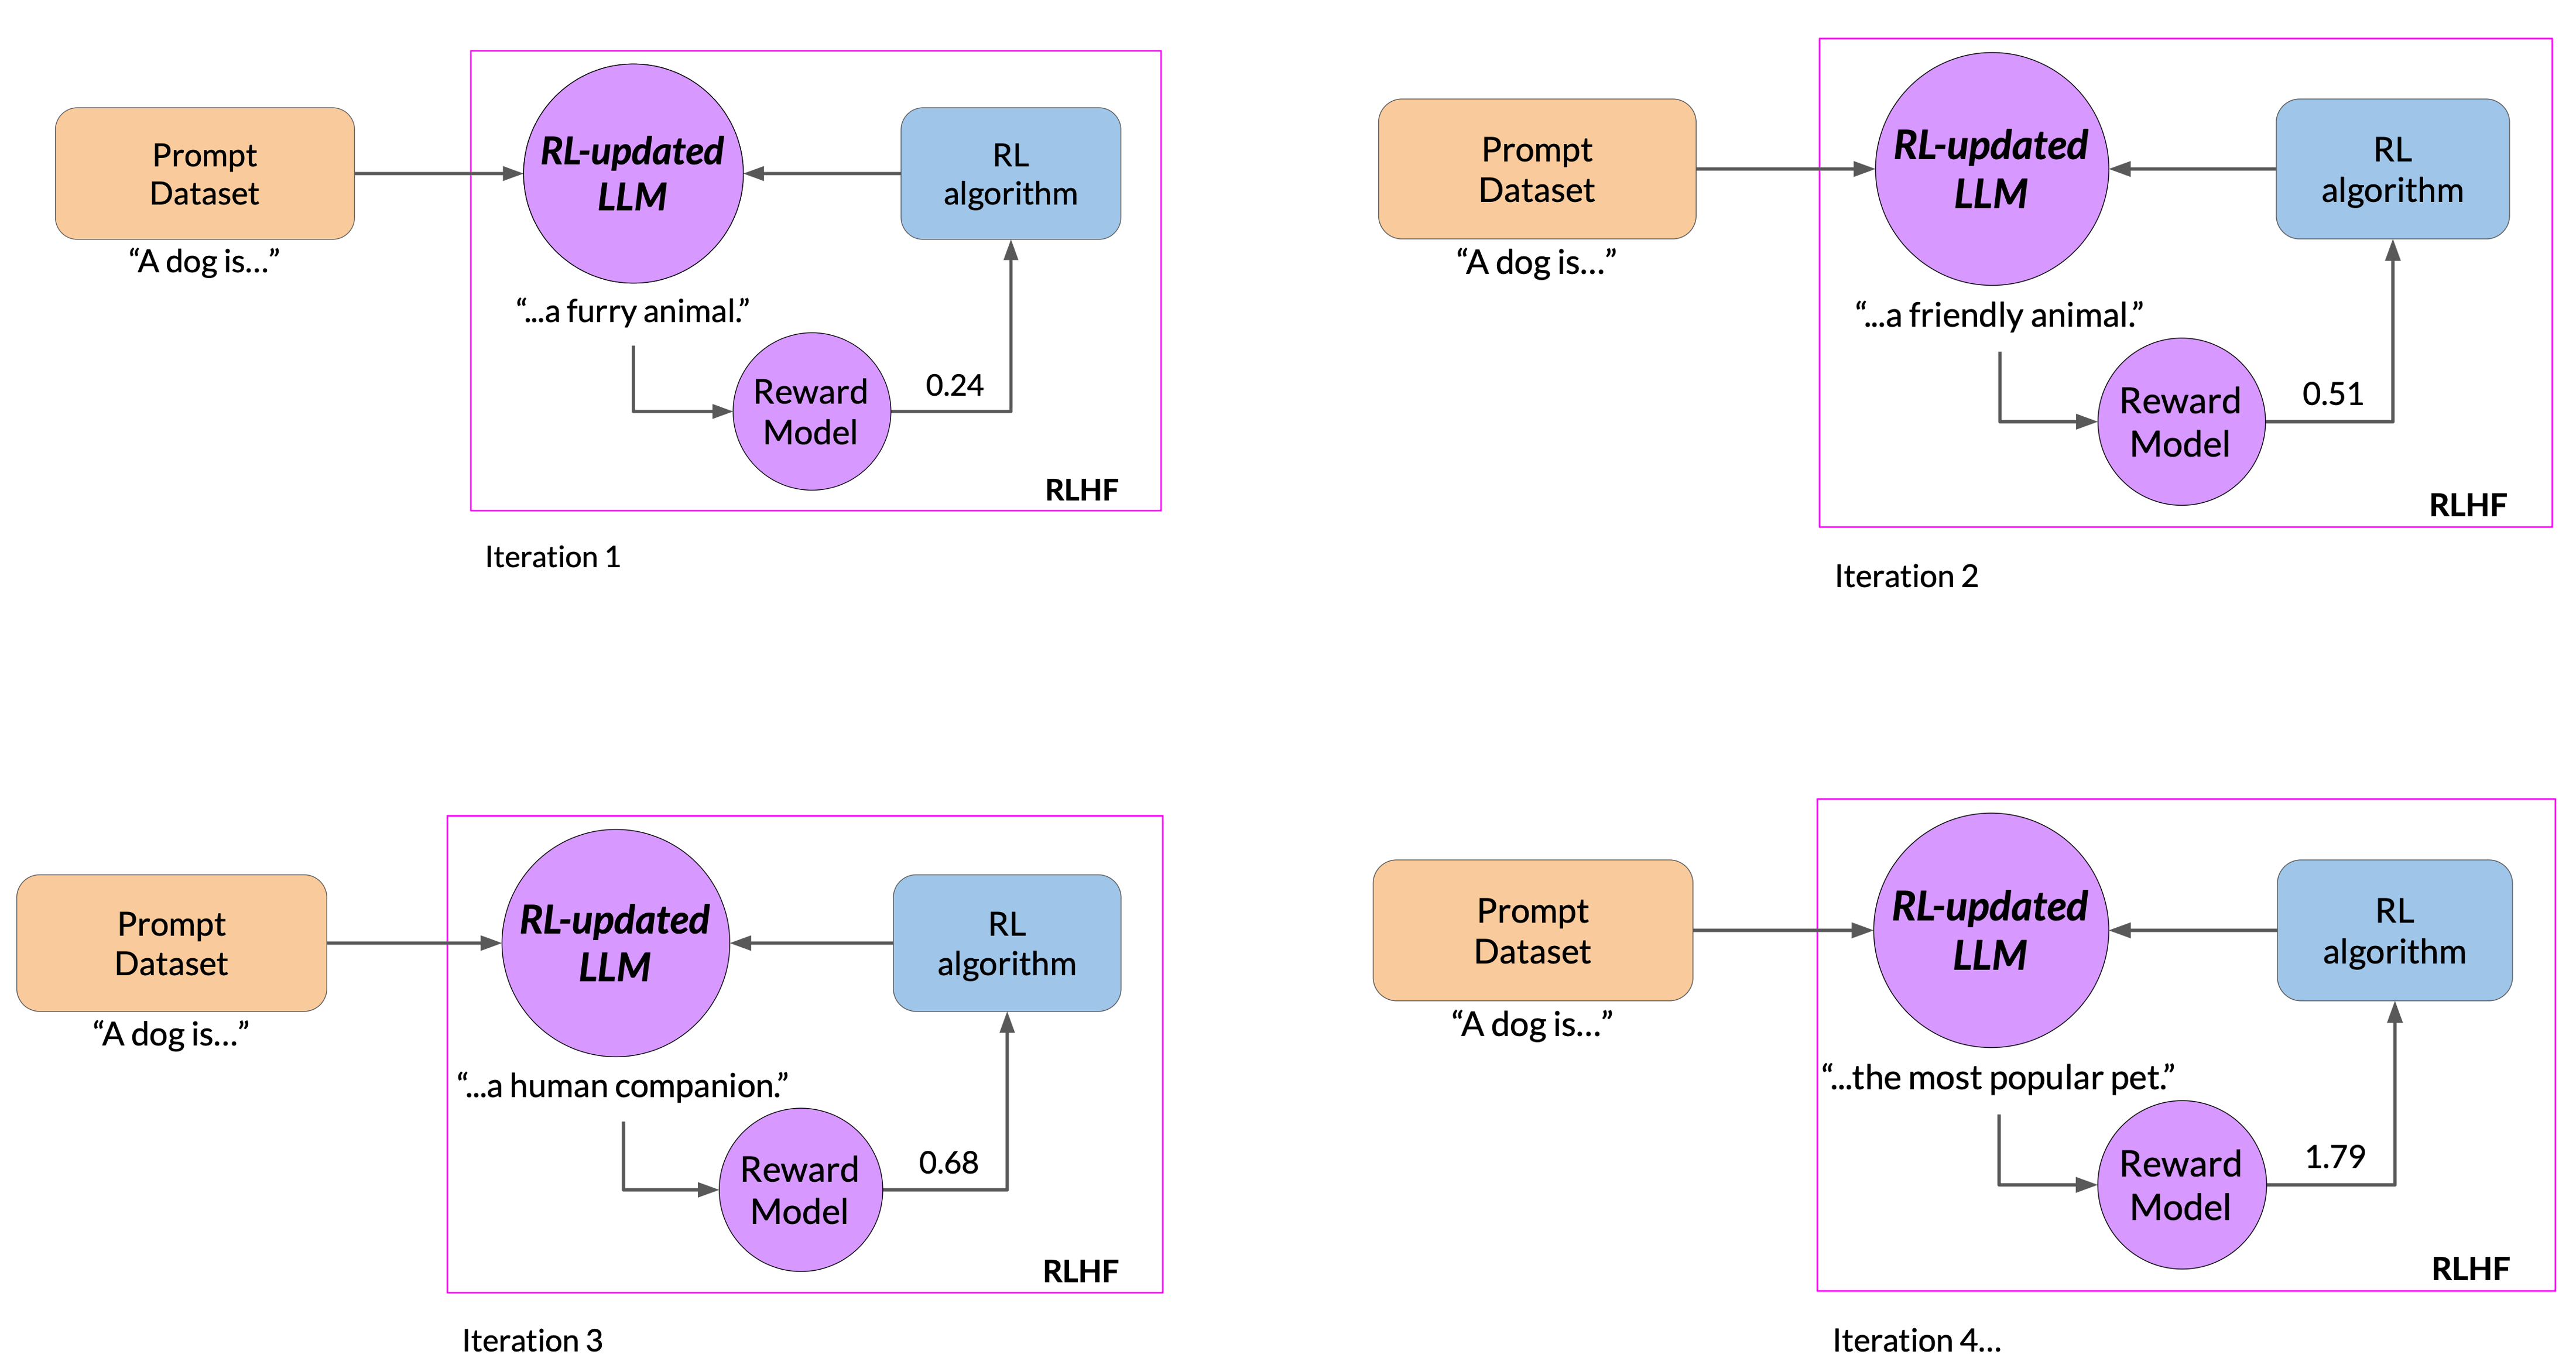 Prompt
Dataset
“A dog is…”
RL-updated
LLM
RL
algorithm
“...a furry animal.”
Reward
Model
0.24
RLHF
Iteration 1
Prompt
Dataset
“A dog is…”
RL-updated
LLM
RL
algorithm
“...a friendly animal.”
Reward
Model
0.51
RLHF
Iteration 2
Prompt
Dataset
“A dog is…”
RL-updated
LLM
RL
algorithm
“...a human companion.”
Reward
Model
0.68
RLHF
Iteration 3
Prompt
Dataset
“A dog is…”
RL-updated
LLM
RL
algorithm
“...the most popular pet.”
Reward
Model
1.79
RLHF
Iteration 4…